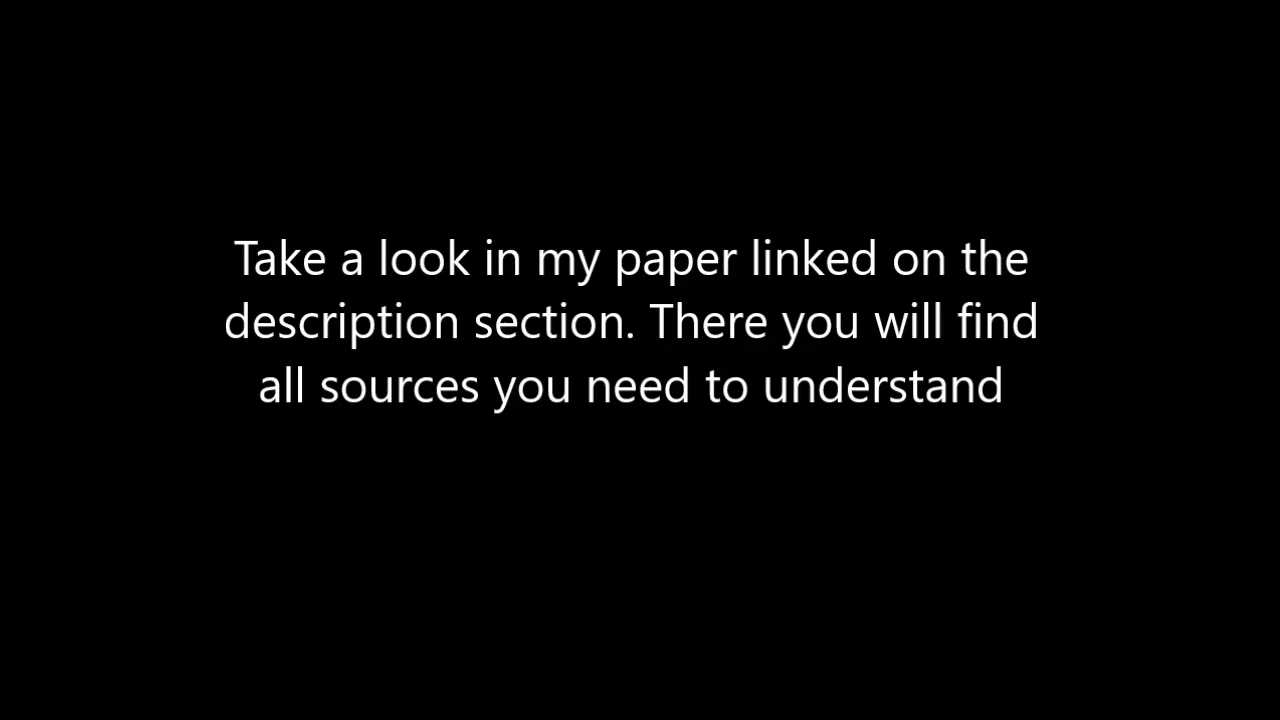 Take a look in my paper linked on the
description section. There you will find
all sources you need to understand